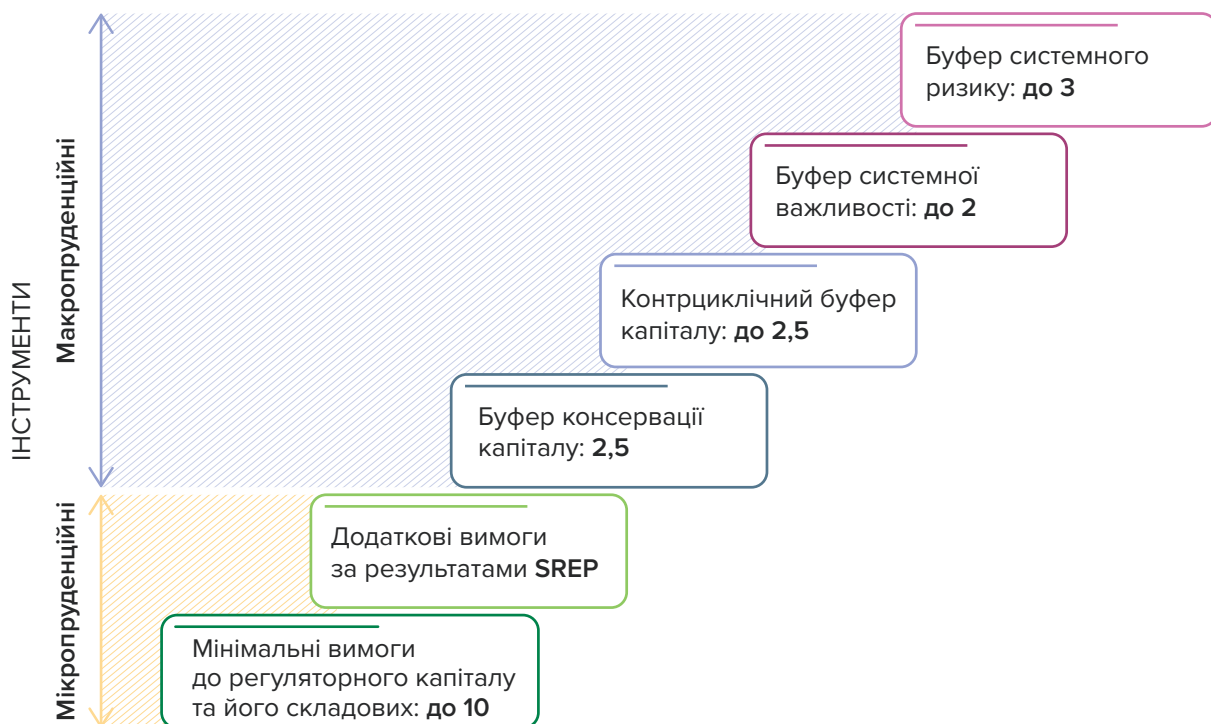 ІНСТРУМЕНТИ
Макропруденційні
Буфер системного
ризику: до 3
Буфер системної
важливості: до 2
Контрциклічний буфер
капіталу: до 2,5
Буфер консервації
капіталу: 2,5
Мікропруденційні
Додаткові вимоги
за результатами SREP
Мінімальні вимоги
до регуляторного капіталу
та його складових: до 10